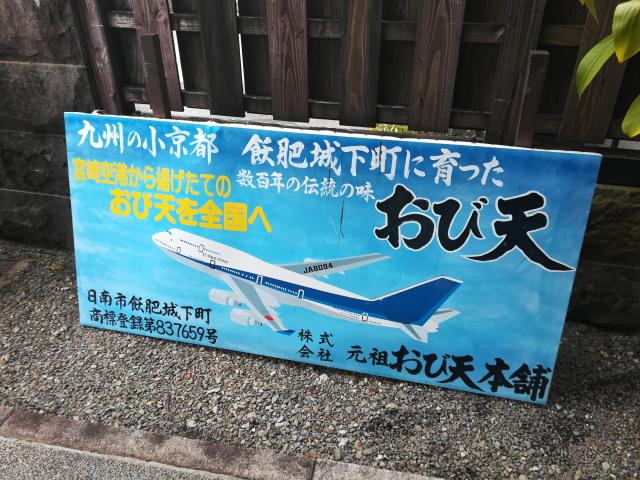 九州の小京都 飫肥城下町に育った
数百年の伝統の味
おび天
宮崎空港から揚げたての
おび天を全国へ
JA8094
日南市飫肥城下町
商標登録第837659号
株式会社 元祖おび天本舗